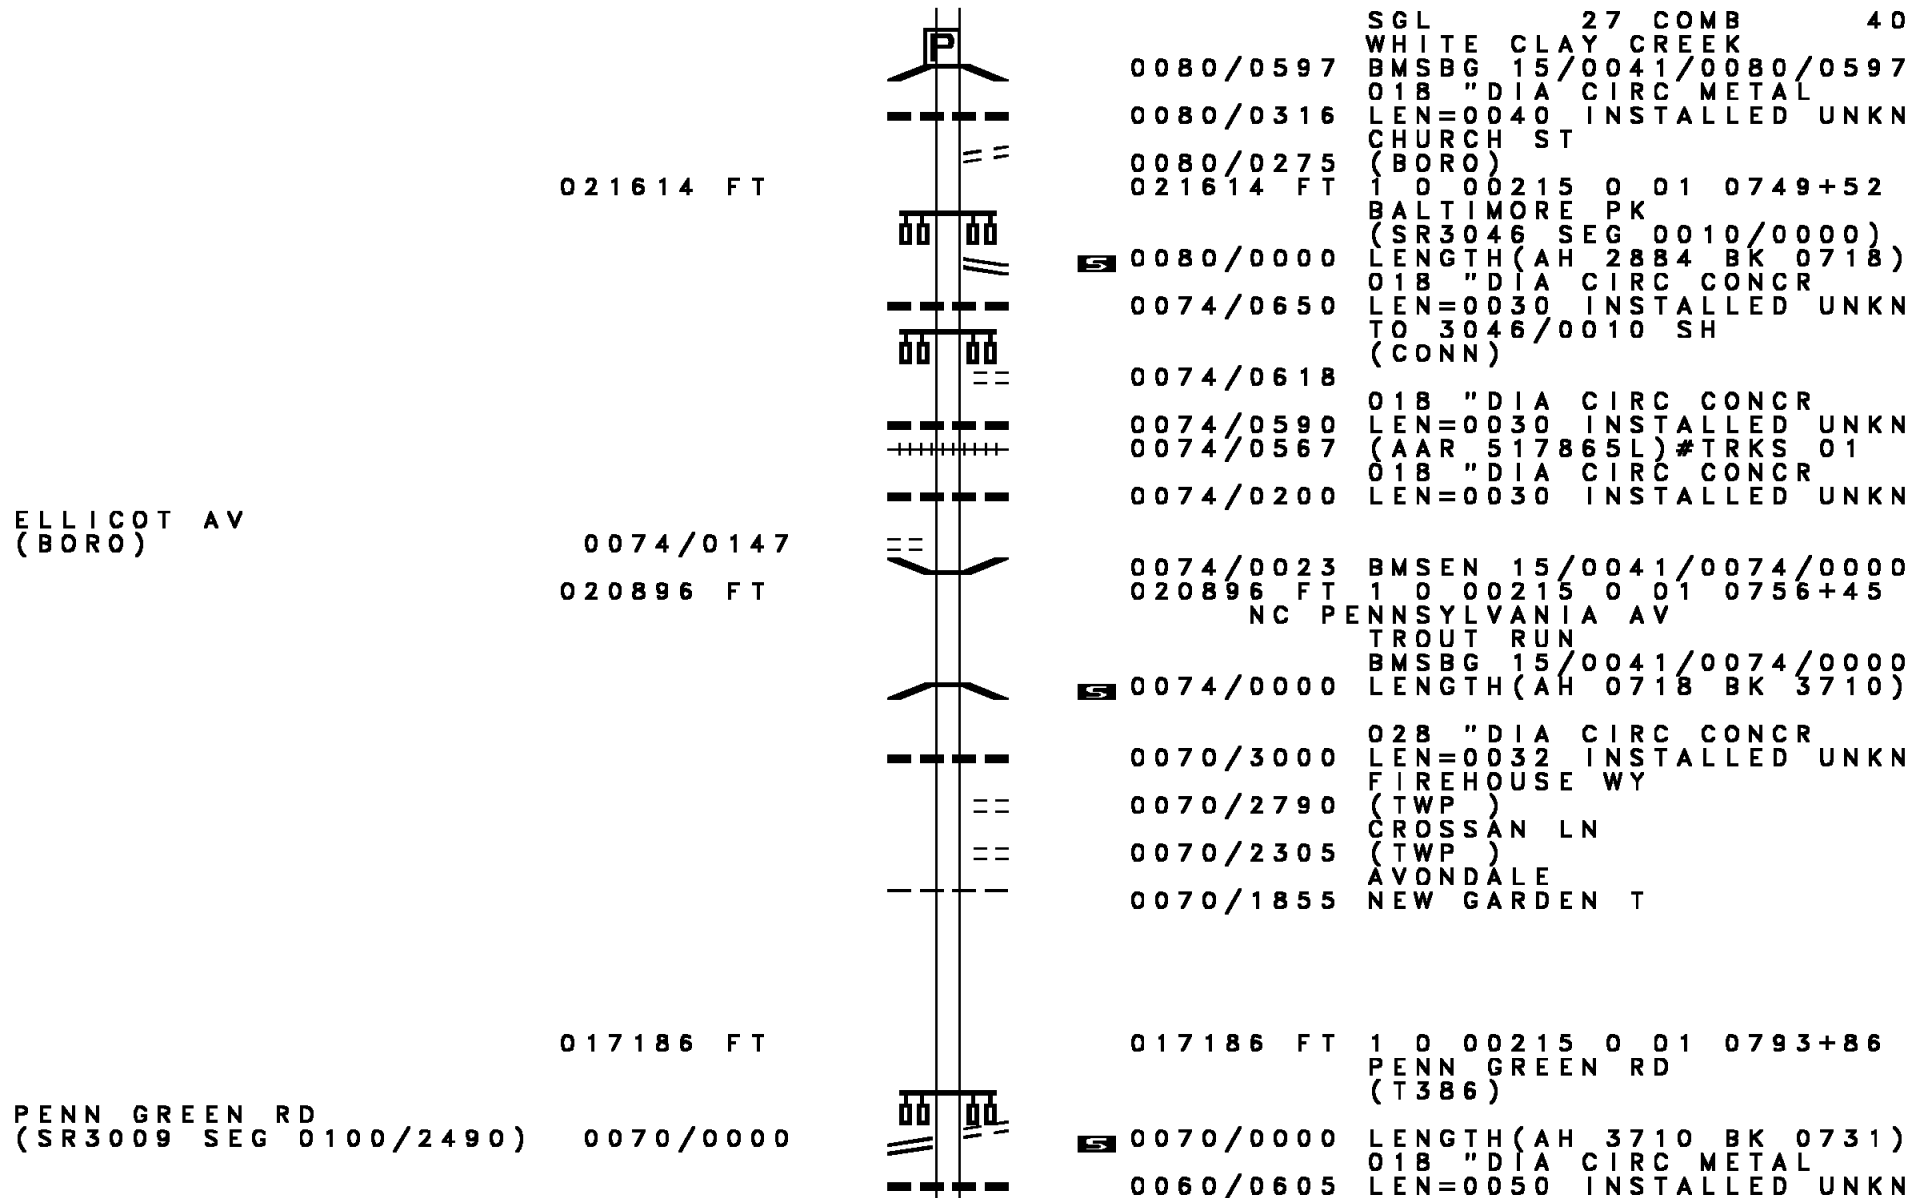 SGL 27 COMB 40
P WHITE CLAY CREEK
0080/0597 BMSBG 15/0041/0080/0597
018 "DIA CIRC METAL
0080/0316 LEN=0040 INSTALLED UNKN
CHURCH ST
0080/0275 (BORO)
021614 FT 021614 FT 1 0 00215 0 01 0749+52
BALTIMORE PK
(SR3046 SEG 0010/0000)
S 0080/0000 LENGTH(AH 2884 BK 0718)
018 "DIA CIRC CONCR
0074/0650 LEN=0030 INSTALLED UNKN
TO 3046/0010 SH
(CONN)
0074/0618
018 "DIA CIRC CONCR
0074/0590 LEN=0030 INSTALLED UNKN
0074/0567 (AAR 517865L)#TRKS 01
018 "DIA CIRC CONCR
0074/0200 LEN=0030 INSTALLED UNKN
ELLICOT AV
(BORO) 0074/0147
0074/0023 BMSEN 15/0041/0074/0000
020896 FT 020896 FT 1 0 00215 0 01 0756+45
NC PENNSYLVANIA AV
TROUT RUN
BMSBG 15/0041/0074/0000
S 0074/0000 LENGTH(AH 0718 BK 3710)
028 "DIA CIRC CONCR
0070/3000 LEN=0032 INSTALLED UNKN
FIREHOUSE WY
0070/2790 (TWP )
CROSSAN LN
0070/2305 (TWP )
AVONDALE
0070/1855 NEW GARDEN T
017186 FT 017186 FT 1 0 00215 0 01 0793+86
PENN GREEN RD
(T386)
PENN GREEN RD
(SR3009 SEG 0100/2490) 0070/0000 S 0070/0000 LENGTH(AH 3710 BK 0731)
018 "DIA CIRC METAL
0060/0605 LEN=0050 INSTALLED UNKN